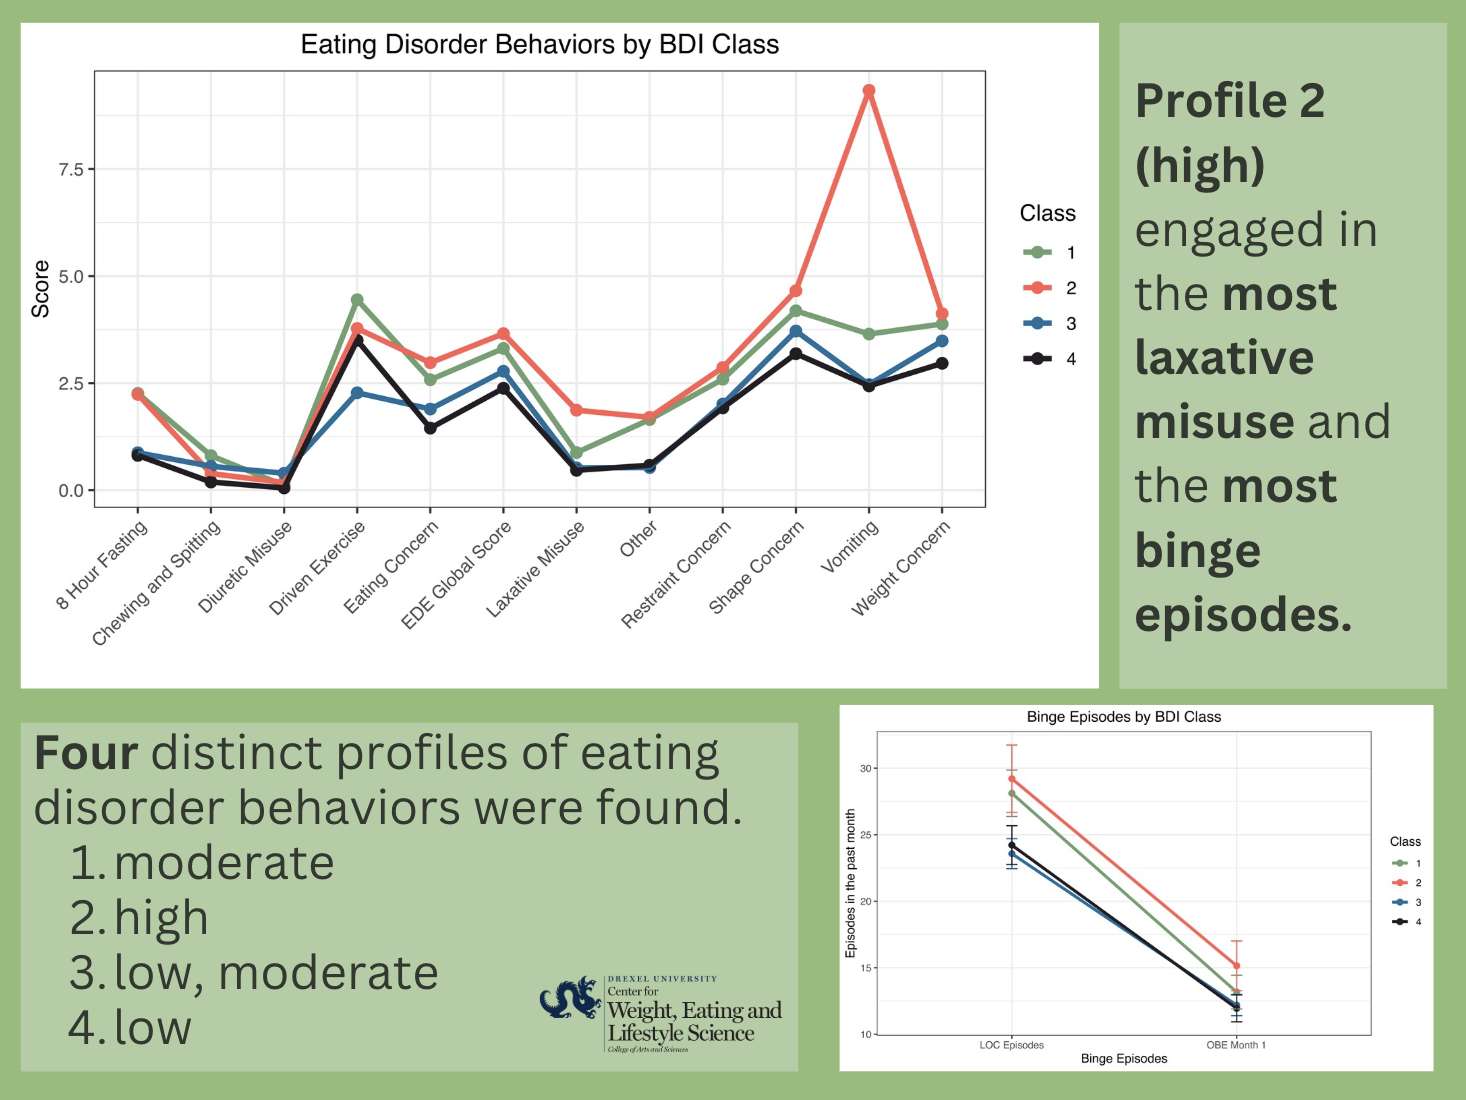 Eating Disorder Behaviors by BDI Class
Score
7.5
5.0
2.5
0.0
8 Hour Fasting
Chewing and Spitting
Diuretic Misuse
Driven Exercise
Eating Concern
EDE Global Score
Laxative Misuse
Other
Restraint Concern
Shape Concern
Vomiting
Weight Concern
Class
1
2
3
4
Profile 2
(high)
engaged in
the most
laxative
misuse and
the most
binge
episodes.
Four distinct profiles of eating
disorder behaviors were found.
1. moderate
2. high
3. low, moderate
4. low
DREXEL UNIVERSITY
Center for
Weight, Eating and
Lifestyle Science
College of Arts and Sciences
Binge Episodes by BDI Class
Episodes in the past month
30
25
20
15
10
LOC Episodes
OBE Month 1
Binge Episodes
Class
1
2
3
4